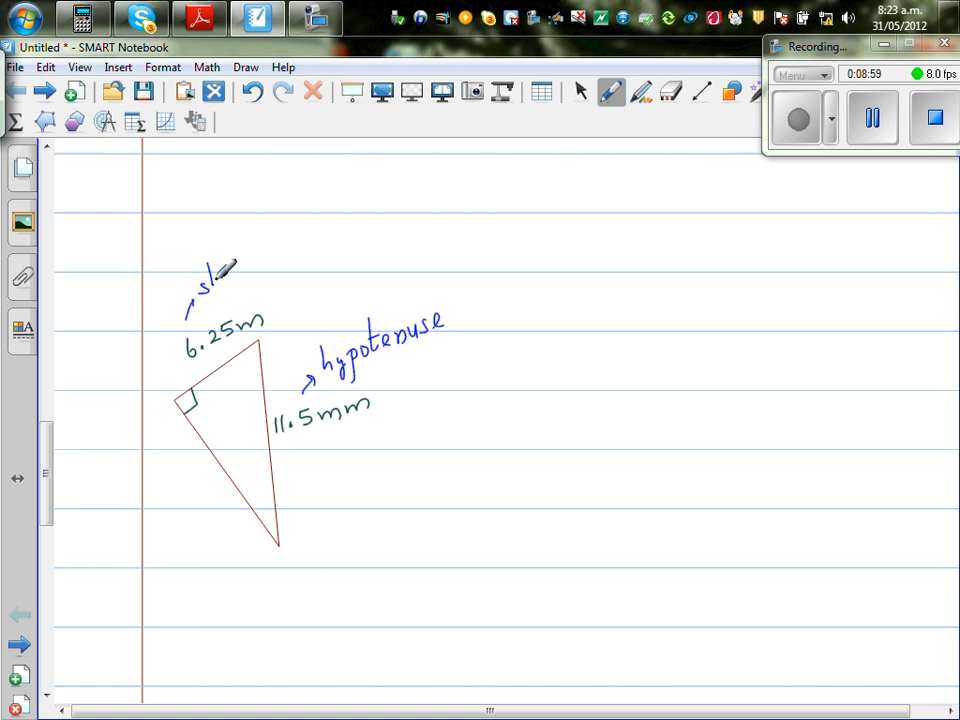 8:23 a.m.
31/05/2012
Untitled * - SMART Notebook
Recording...
File Edit View Insert Format Math Draw Help
Menu
0:08:59
8.0 fps
sh
6.25m
hypotenuse
11.5mm